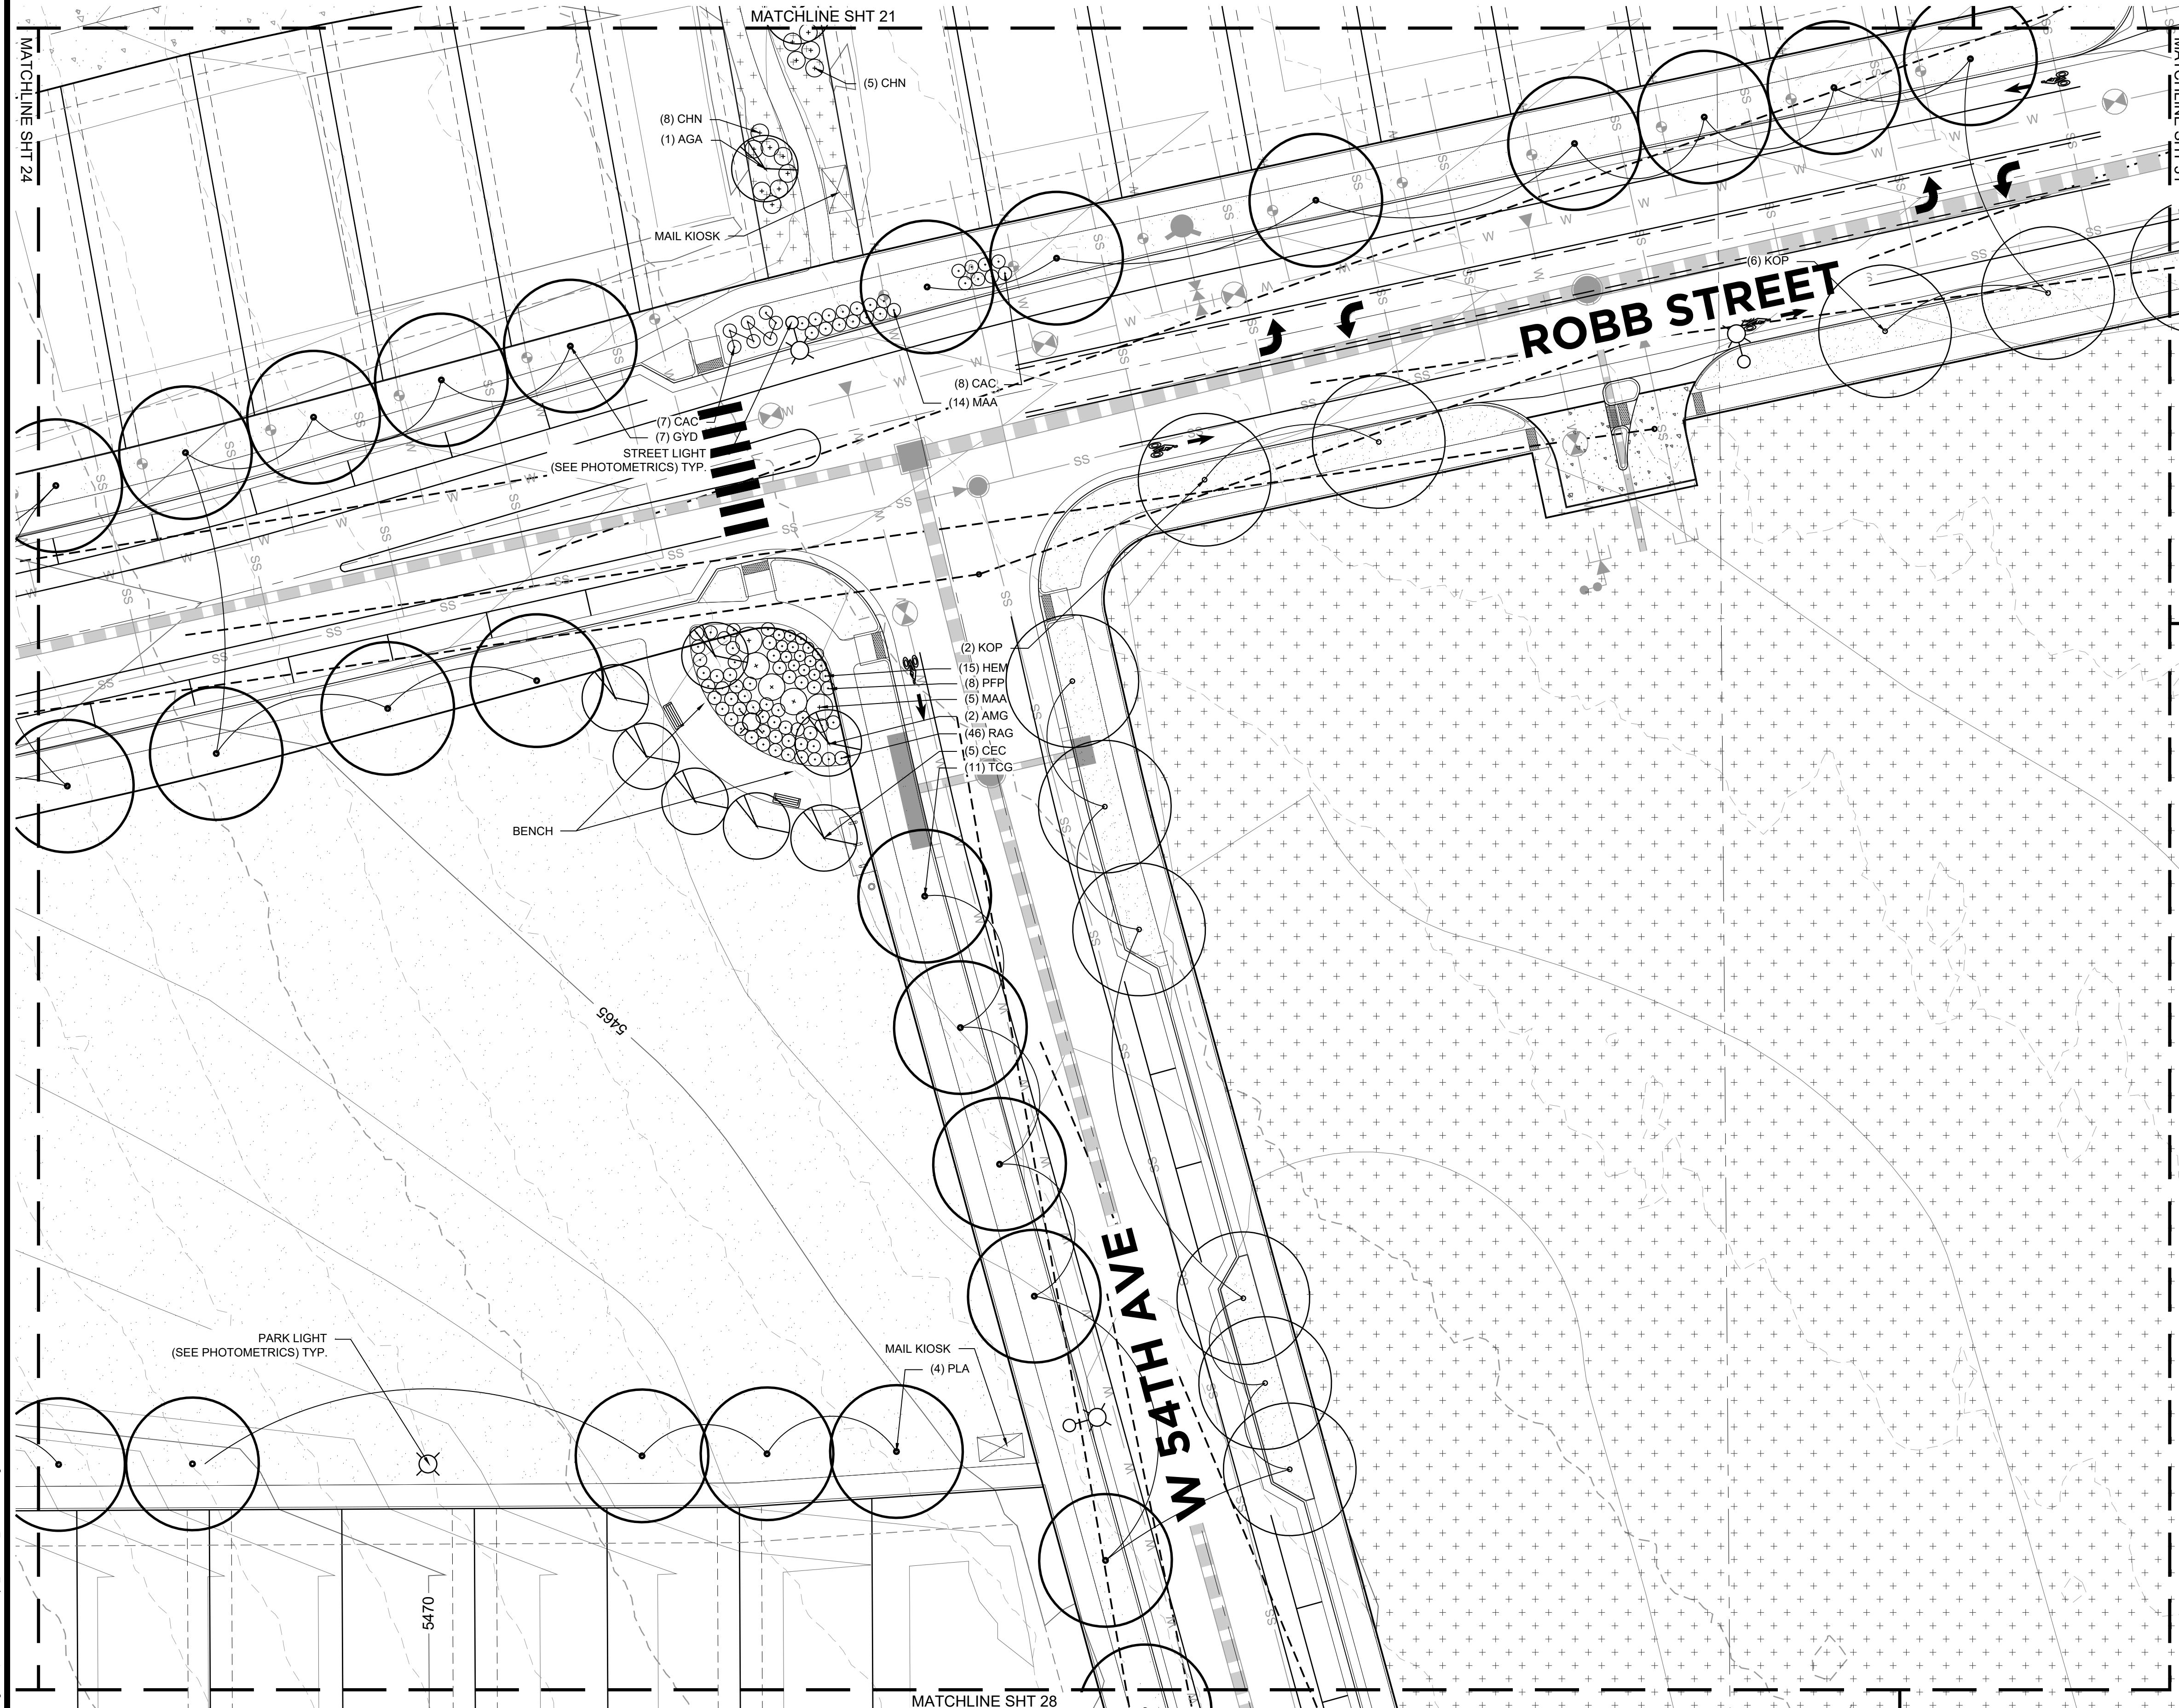 MATCHLINE SHT 21
MATCHLINE SHT 24
(5) CHN
(8) CHN
(1) AGA
MAIL KIOSK
(6) KOP
ROBB STREET
(8) CAC
(14) MAA
(7) CAC
(7) GYD
STREET LIGHT
(SEE PHOTOMETRICS) TYP.
(2) KOP
(15) HEM
(8) PFP
(5) MAA
(2) AMG
(46) RAG
(5) CEC
(11) TCG
BENCH
5465
W 54TH AVE
PARK LIGHT
(SEE PHOTOMETRICS) TYP.
MAIL KIOSK
(4) PLA
5470
MATCHLINE SHT 28